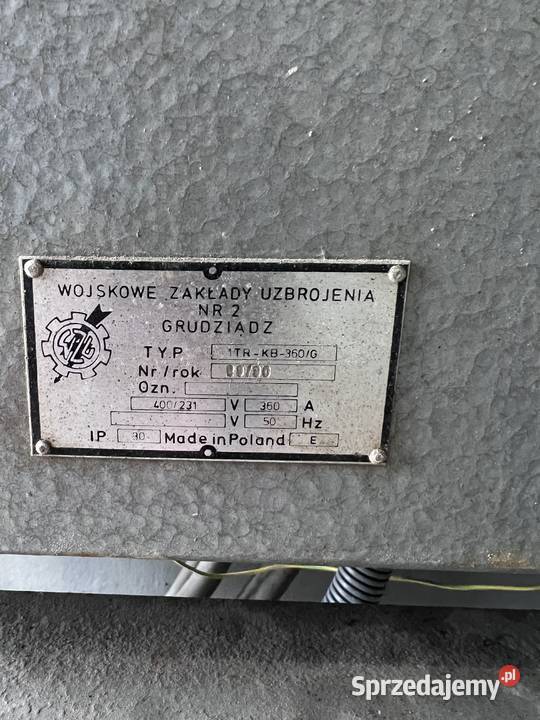 WOJSKOWE ZAKŁADY UZBROJENIA
NR 2
GRUDZIĄDZ
TYP 1TR-KB-360/G
Nr/rok
Ozn.
400/231 V 360 A
V 50 Hz
IP 30 Made in Poland E
Sprzedajemy.pl